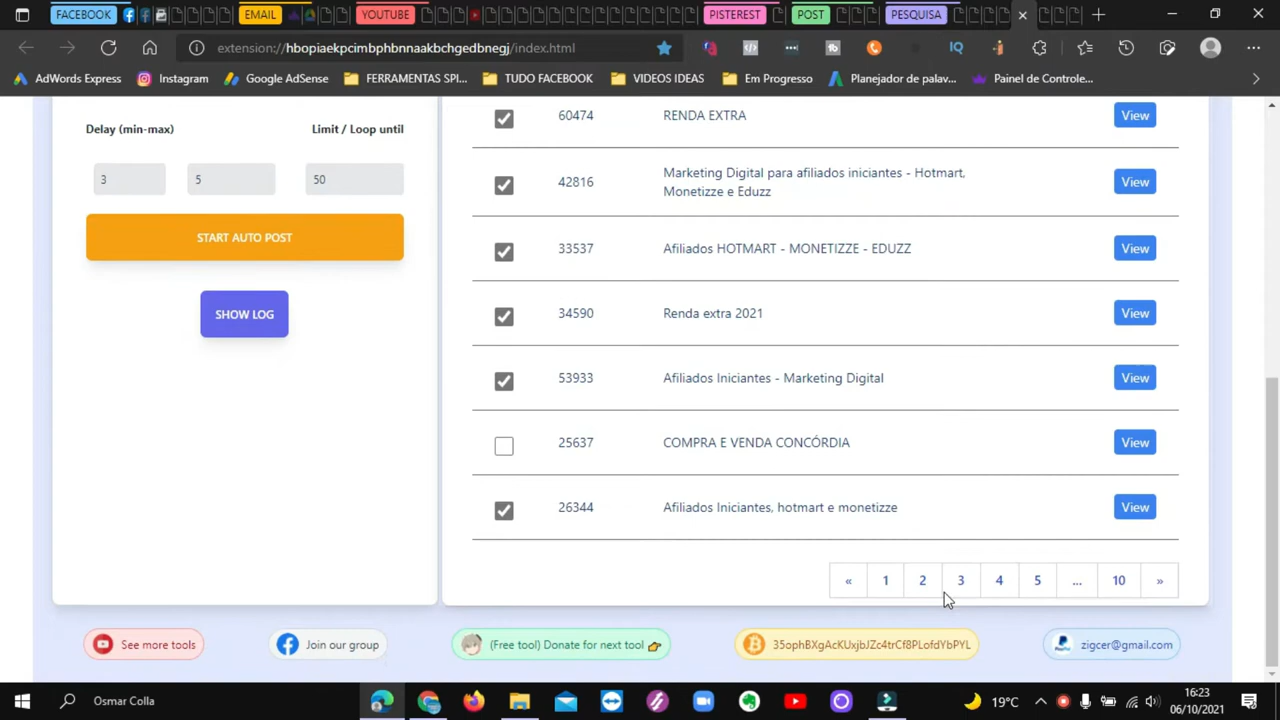 FACEBOOK
EMAIL
YOUTUBE
PISTEREST
POST
PESQUISA
extension://hbopiaekpcimbphbnnaakbchgedbnegj/index.html
IQ
AdWords Express
Instagram
Google AdSense
FERRAMENTAS SPI...
TUDO FACEBOOK
VIDEOS IDEAS
Em Progresso
Planejador de palav...
Painel de Controle...
Delay (min-max)
Limit / Loop until
3
5
50
START AUTO POST
SHOW LOG
60474 RENDA EXTRA View
42816 Marketing Digital para afiliados iniciantes - Hotmart,
Monetizze e Eduzz View
33537 Afiliados HOTMART - MONETIZZE - EDUZZ View
34590 Renda extra 2021 View
53933 Afiliados Iniciantes - Marketing Digital View
25637 COMPRA E VENDA CONCÓRDIA View
26344 Afiliados Iniciantes, hotmart e monetizze View
« 1 2 3 4 5 ... 10 »
See more tools
Join our group
(Free tool) Donate for next tool
35ophBXgAcKUxjbJZc4trCf8PLofdYbPYL
zigcer@gmail.com
Osmar Colla
19°C
16:23
06/10/2021